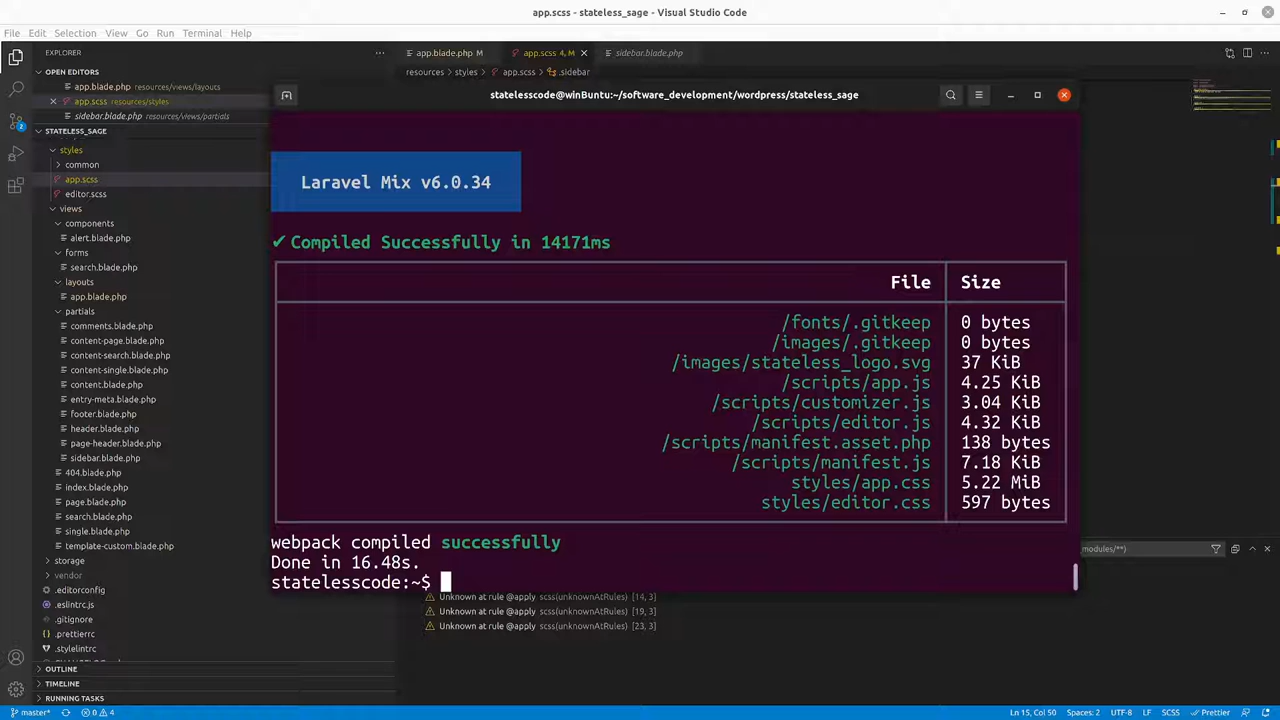 app.scss - stateless_sage - Visual Studio Code
File Edit Selection View Go Run Terminal Help
EXPLORER
OPEN EDITORS
app.blade.php resources/views/layouts
app.scss resources/styles
sidebar.blade.php resources/views/partials
STATELESS_SAGE
styles
common
app.scss
editor.scss
views
components
alert.blade.php
forms
search.blade.php
layouts
app.blade.php
partials
comments.blade.php
content-page.blade.php
content-search.blade.php
content-single.blade.php
content.blade.php
entry-meta.blade.php
footer.blade.php
header.blade.php
page-header.blade.php
sidebar.blade.php
404.blade.php
index.blade.php
page.blade.php
search.blade.php
single.blade.php
template-custom.blade.php
storage
vendor
.editorconfig
.eslintrc.js
.gitignore
.prettierrc
.stylelintrc
OUTLINE
TIMELINE
RUNNING TASKS
2
app.blade.php M app.scss 4, M sidebar.blade.php
resources > styles > app.scss > .sidebar
statelesscode@winBuntu:~/software_development/wordpress/stateless_sage
Laravel Mix v6.0.34
✔ Compiled Successfully in 14171ms
File Size
/fonts/.gitkeep 0 bytes
/images/.gitkeep 0 bytes
/images/stateless_logo.svg 37 KiB
/scripts/app.js 4.25 KiB
/scripts/customizer.js 3.04 KiB
/scripts/editor.js 4.32 KiB
/scripts/manifest.asset.php 138 bytes
/scripts/manifest.js 7.18 KiB
styles/app.css 5.22 MiB
styles/editor.css 597 bytes
webpack compiled successfully
Done in 16.48s.
statelesscode:~$
modules/**)
Unknown at rule @apply scss(unknownAtRules) [14, 3]
Unknown at rule @apply scss(unknownAtRules) [19, 3]
Unknown at rule @apply scss(unknownAtRules) [23, 3]
master* 0 4 Ln 15, Col 50 Spaces: 2 UTF-8 LF SCSS Prettier